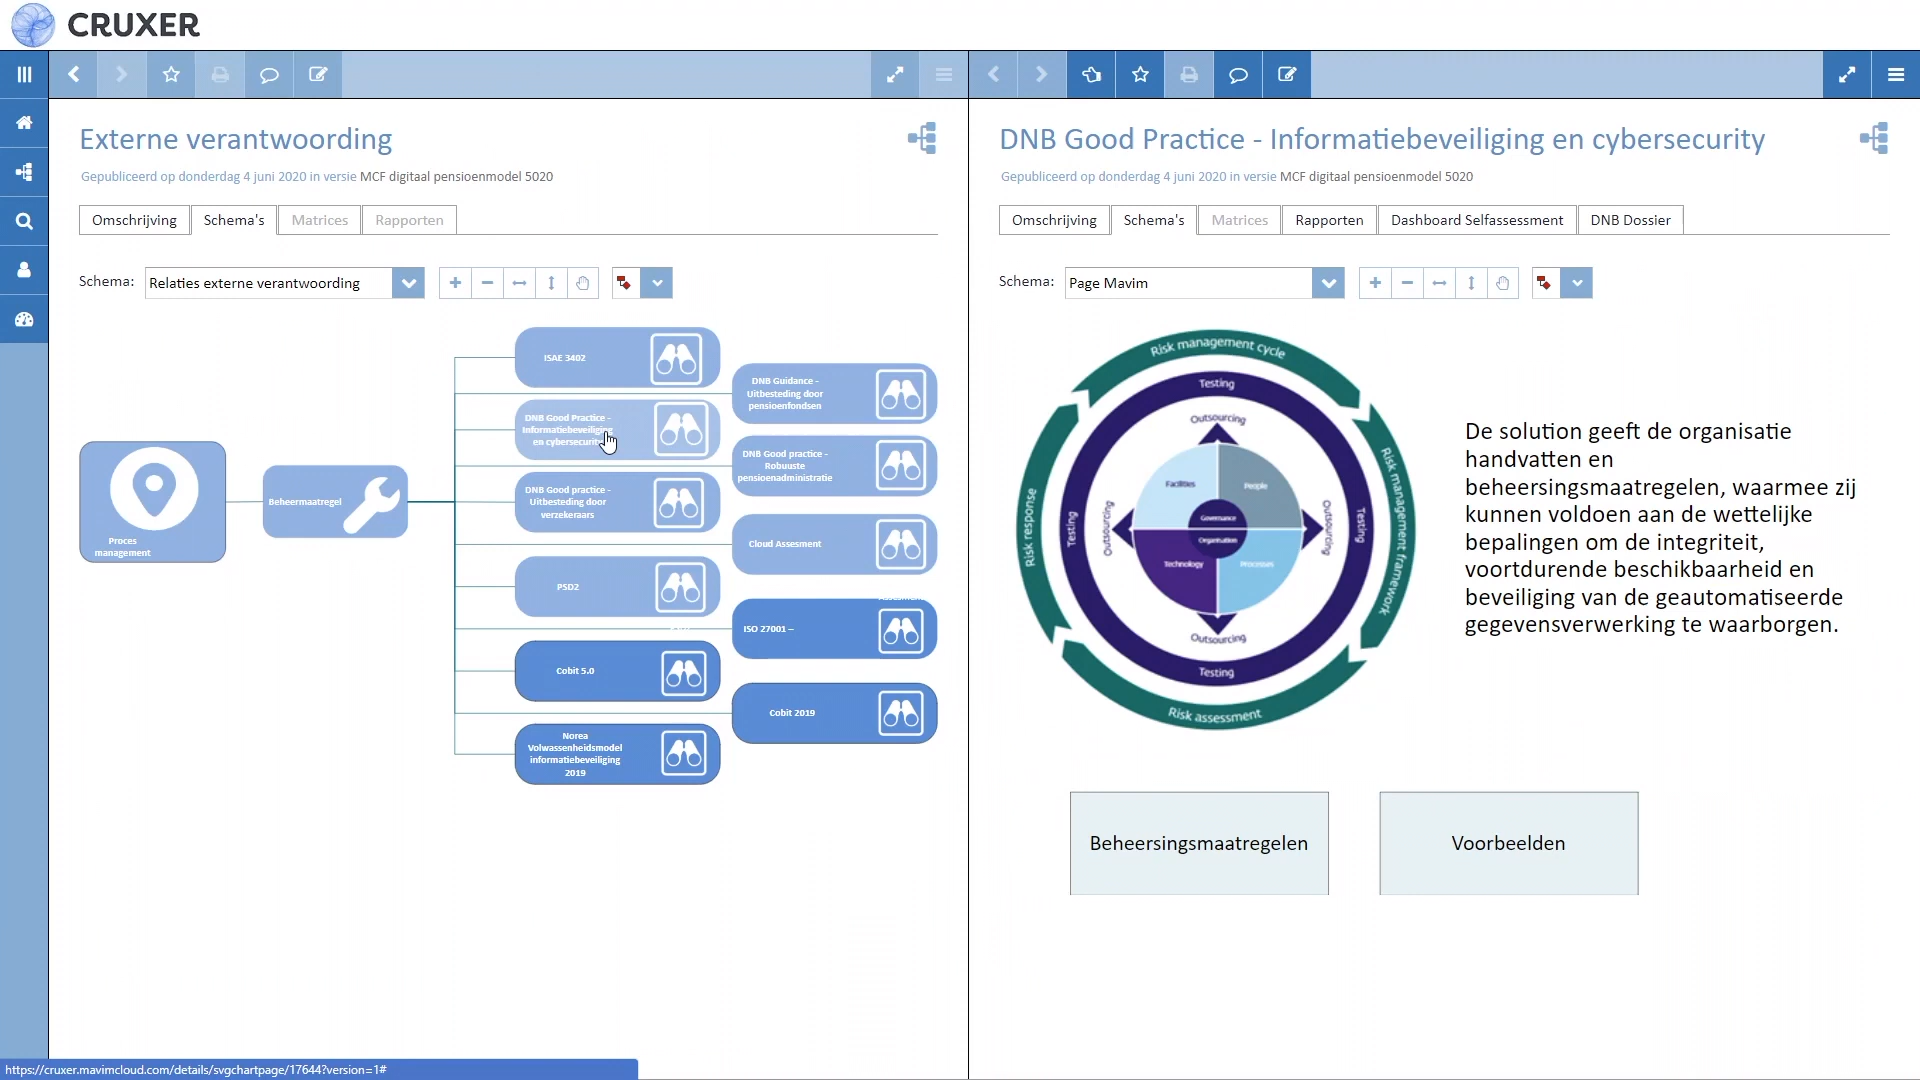 CRUXER
Externe verantwoording
Gepubliceerd op donderdag 4 juni 2020 in versie MCF digitaal pensioenmodel 5020
Omschrijving
Schema's
Matrices
Rapporten
Schema:
Relaties externe verantwoording
ISAE 3402
DNB Guidance -
Uitbesteding door
pensioenfondsen
DNB Good Practice -
Informatiebeveiliging
en cybersecurity
DNB Good practice -
Robuuste
pensioenadministratie
Proces
management
Beheermaatregel
DNB Good practice -
Uitbesteding door
verzekeraars
Cloud Assesment
PSD2
ISO 27001 –
Cobit 5.0
Cobit 2019
Norea
Volwassenheidsmodel
informatiebeveiliging
2019
https://cruxer.mavimcloud.com/details/svgchartpage/17644?version=1#
DNB Good Practice - Informatiebeveiliging en cybersecurity
Gepubliceerd op donderdag 4 juni 2020 in versie MCF digitaal pensioenmodel 5020
Omschrijving
Schema's
Matrices
Rapporten
Dashboard Selfassessment
DNB Dossier
Schema:
Page Mavim
Risk management cycle
Testing
Outsourcing
Facilities
People
Risk response
Testing
Outsourcing
Governance
Organisation
Outsourcing
Testing
Risk management framework
Technology
Processes
Outsourcing
Testing
Risk assessment
De solution geeft de organisatie
handvatten en
beheersingsmaatregelen, waarmee zij
kunnen voldoen aan de wettelijke
bepalingen om de integriteit,
voortdurende beschikbaarheid en
beveiliging van de geautomatiseerde
gegevensverwerking te waarborgen.
Beheersingsmaatregelen
Voorbeelden